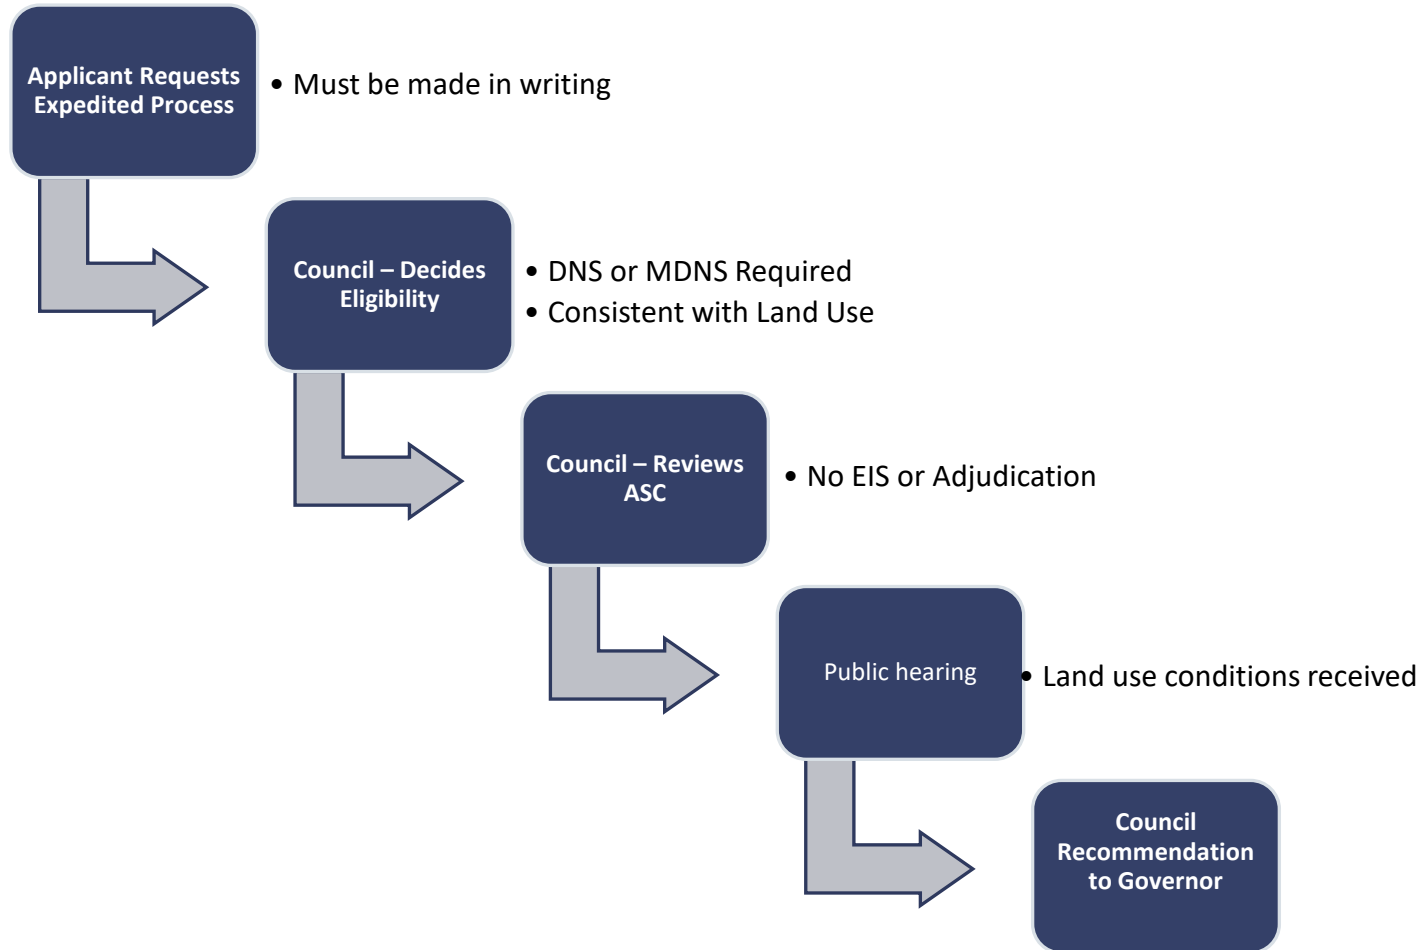 Applicant Requests
Expedited Process
• Must be made in writing
Council – Decides
Eligibility
• DNS or MDNS Required
• Consistent with Land Use
Council – Reviews
ASC
• No EIS or Adjudication
Public hearing
• Land use conditions received
Council
Recommendation
to Governor